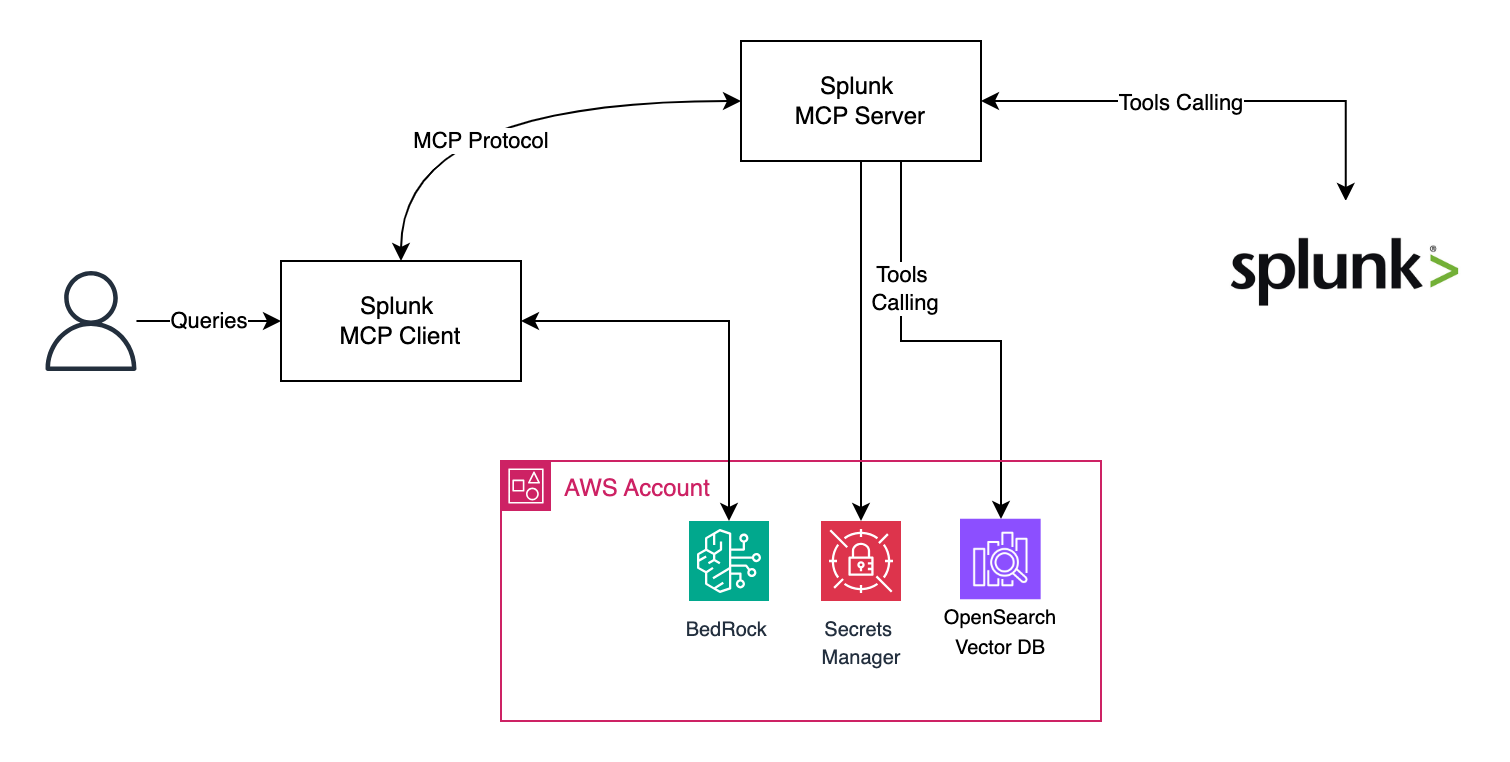 Splunk
MCP Server
Tools Calling
MCP Protocol
splunk>
®
Tools
Calling
Splunk
MCP Client
Queries
AWS Account
BedRock
Secrets
Manager
OpenSearch
Vector DB